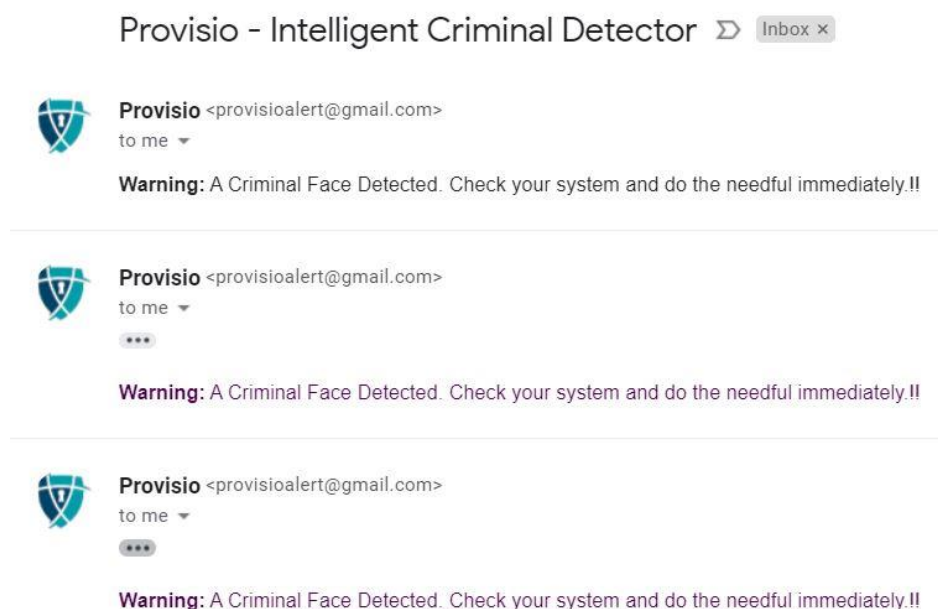 Provisio - Intelligent Criminal Detector Inbox ×
Provisio <provisioalert@gmail.com>
to me
Warning: A Criminal Face Detected. Check your system and do the needful immediately.!!
Provisio <provisioalert@gmail.com>
to me
Warning: A Criminal Face Detected. Check your system and do the needful immediately.!!
Provisio <provisioalert@gmail.com>
to me
Warning: A Criminal Face Detected. Check your system and do the needful immediately.!!